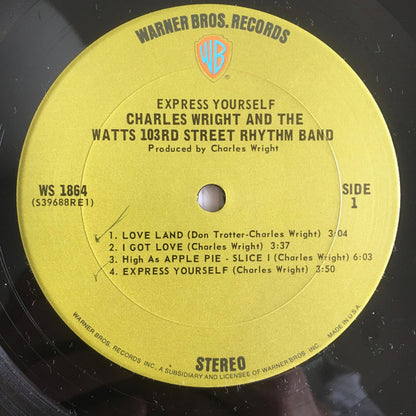 WARNER BROS. RECORDS
WB
EXPRESS YOURSELF
CHARLES WRIGHT AND THE
WATTS 103RD STREET RHYTHM BAND
Produced by Charles Wright
WS 1864
(S39688RE1)
SIDE
1
1. LOVE LAND (Don Trotter-Charles Wright) 3:04
2. I GOT LOVE (Charles Wright) 3:37
3. High As APPLE PIE - SLICE I (Charles Wright) 6:03
4. EXPRESS YOURSELF (Charles Wright) 3:50
STEREO
WARNER BROS. RECORDS INC., A SUBSIDIARY AND LICENSEE OF WARNER BROS. INC.
MADE IN U.S.A.